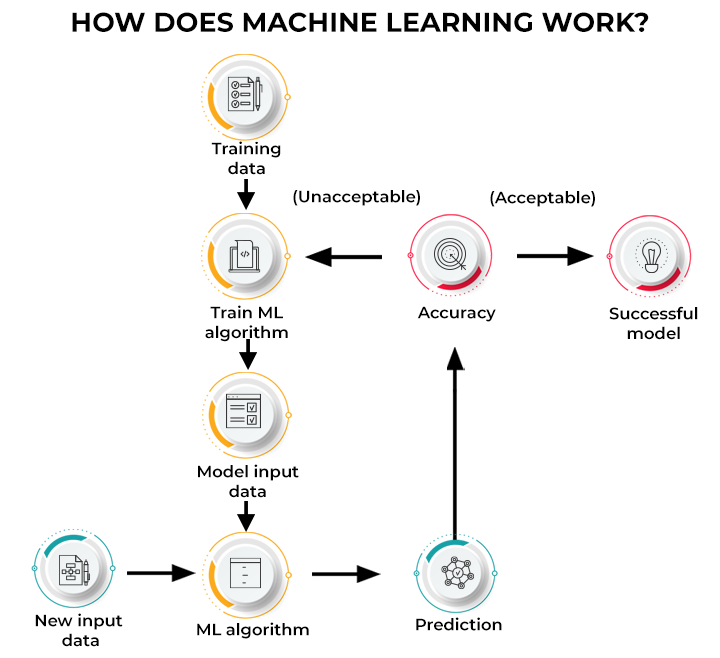 HOW DOES MACHINE LEARNING WORK?
Training
data
(Unacceptable)
(Acceptable)
</>
Train ML
algorithm
Accuracy
Successful
model
Model input
data
New input
data
ML algorithm
Prediction